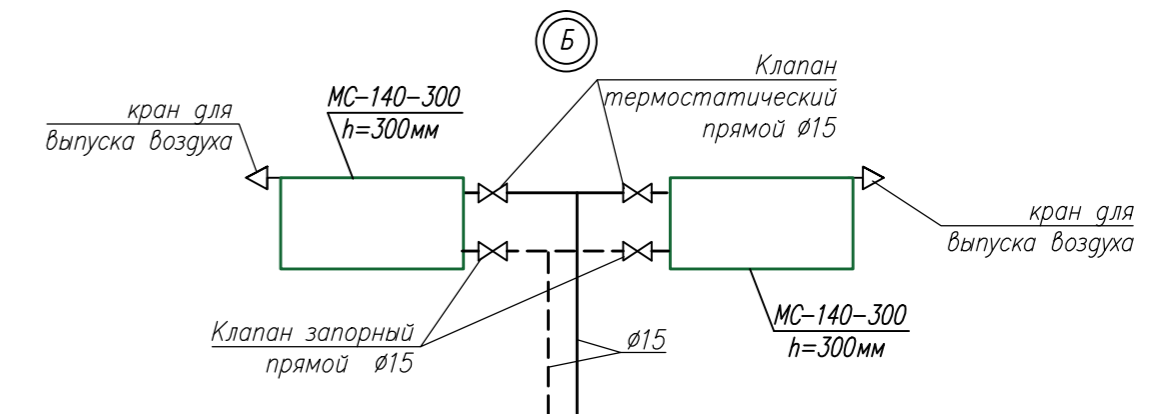 Б
Клапан
термостатический
прямой ø15
кран для
выпуска воздуха
МС-140-300
h=300мм
кран для
выпуска воздуха
Клапан запорный
прямой ø15
ø15
МС-140-300
h=300мм